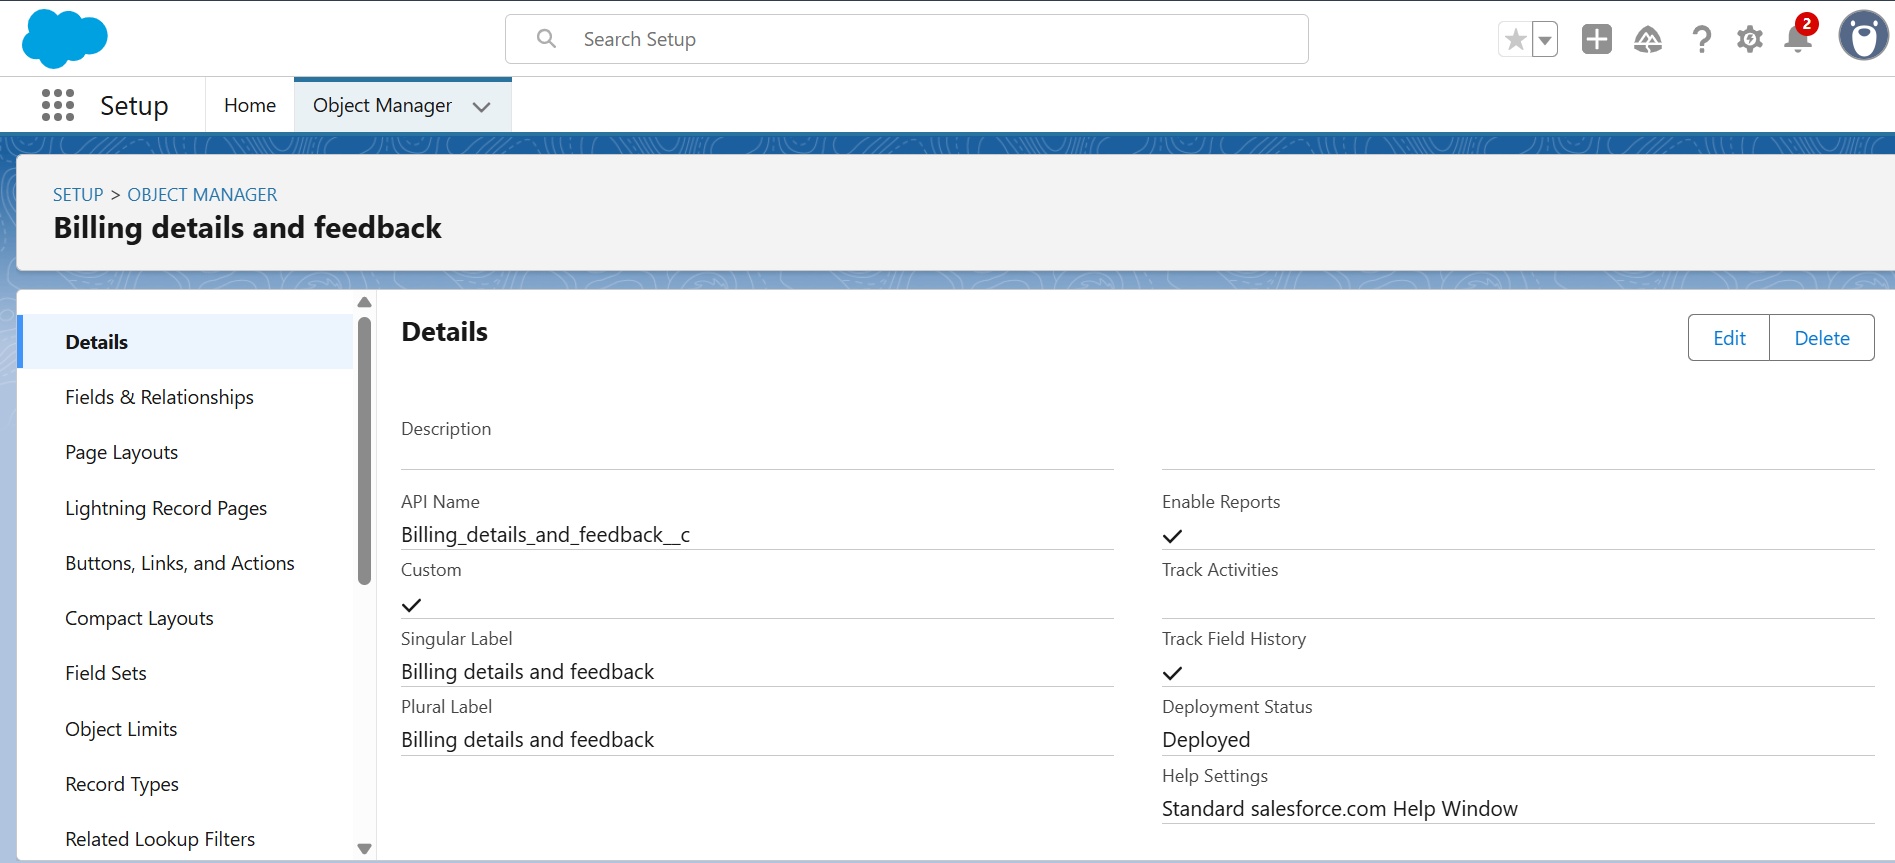 Search Setup
2
Setup
Home
Object Manager
SETUP > OBJECT MANAGER
Billing details and feedback
Details
Fields & Relationships
Page Layouts
Lightning Record Pages
Buttons, Links, and Actions
Compact Layouts
Field Sets
Object Limits
Record Types
Related Lookup Filters
Details
Edit
Delete
Description
API Name
Billing_details_and_feedback__c
Custom
Singular Label
Billing details and feedback
Plural Label
Billing details and feedback
Enable Reports
Track Activities
Track Field History
Deployment Status
Deployed
Help Settings
Standard salesforce.com Help Window